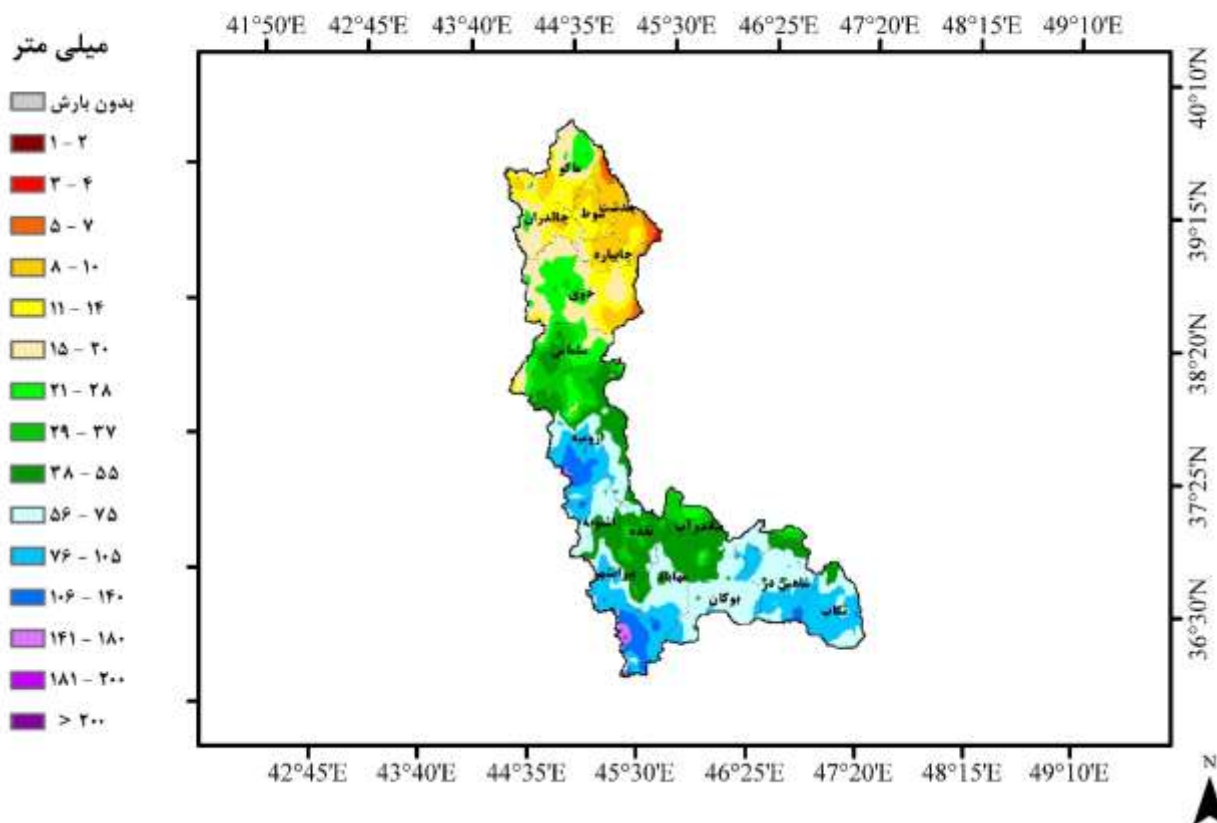 41°50'E 42°45'E 43°40'E 44°35'E 45°30'E 46°25'E 47°20'E 48°15'E 49°10'E
میلی متر
بدون بارش
۱ - ۲
۳ - ۴
۵ - ۷
۸ - ۱۰
۱۱ - ۱۴
۱۵ - ۲۰
۲۱ - ۲۸
۲۹ - ۳۷
۳۸ - ۵۵
۵۶ - ۷۵
۷۶ - ۱۰۵
۱۰۶ - ۱۴۰
۱۴۱ - ۱۸۰
۱۸۱ - ۲۰۰
> ۲۰۰
ماکو
چالدران
شوط
خوی
سلماس
ارومیه
اشنویه
نقده
میاندوآب
پیرانشهر
مهاباد
بوکان
شاهین دژ
تکاب
40°10'N
39°15'N
38°20'N
37°25'N
36°30'N
42°45'E 43°40'E 44°35'E 45°30'E 46°25'E 47°20'E 48°15'E 49°10'E
N